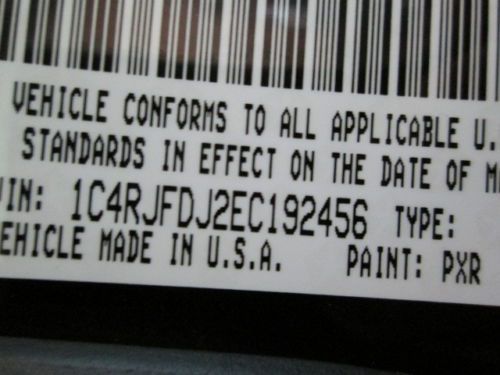 VEHICLE CONFORMS TO ALL APPLICABLE U.
STANDARDS IN EFFECT ON THE DATE OF M
VIN: 1C4RJFDJ2EC192456 TYPE:
EHICLE MADE IN U.S.A. PAINT: PXR